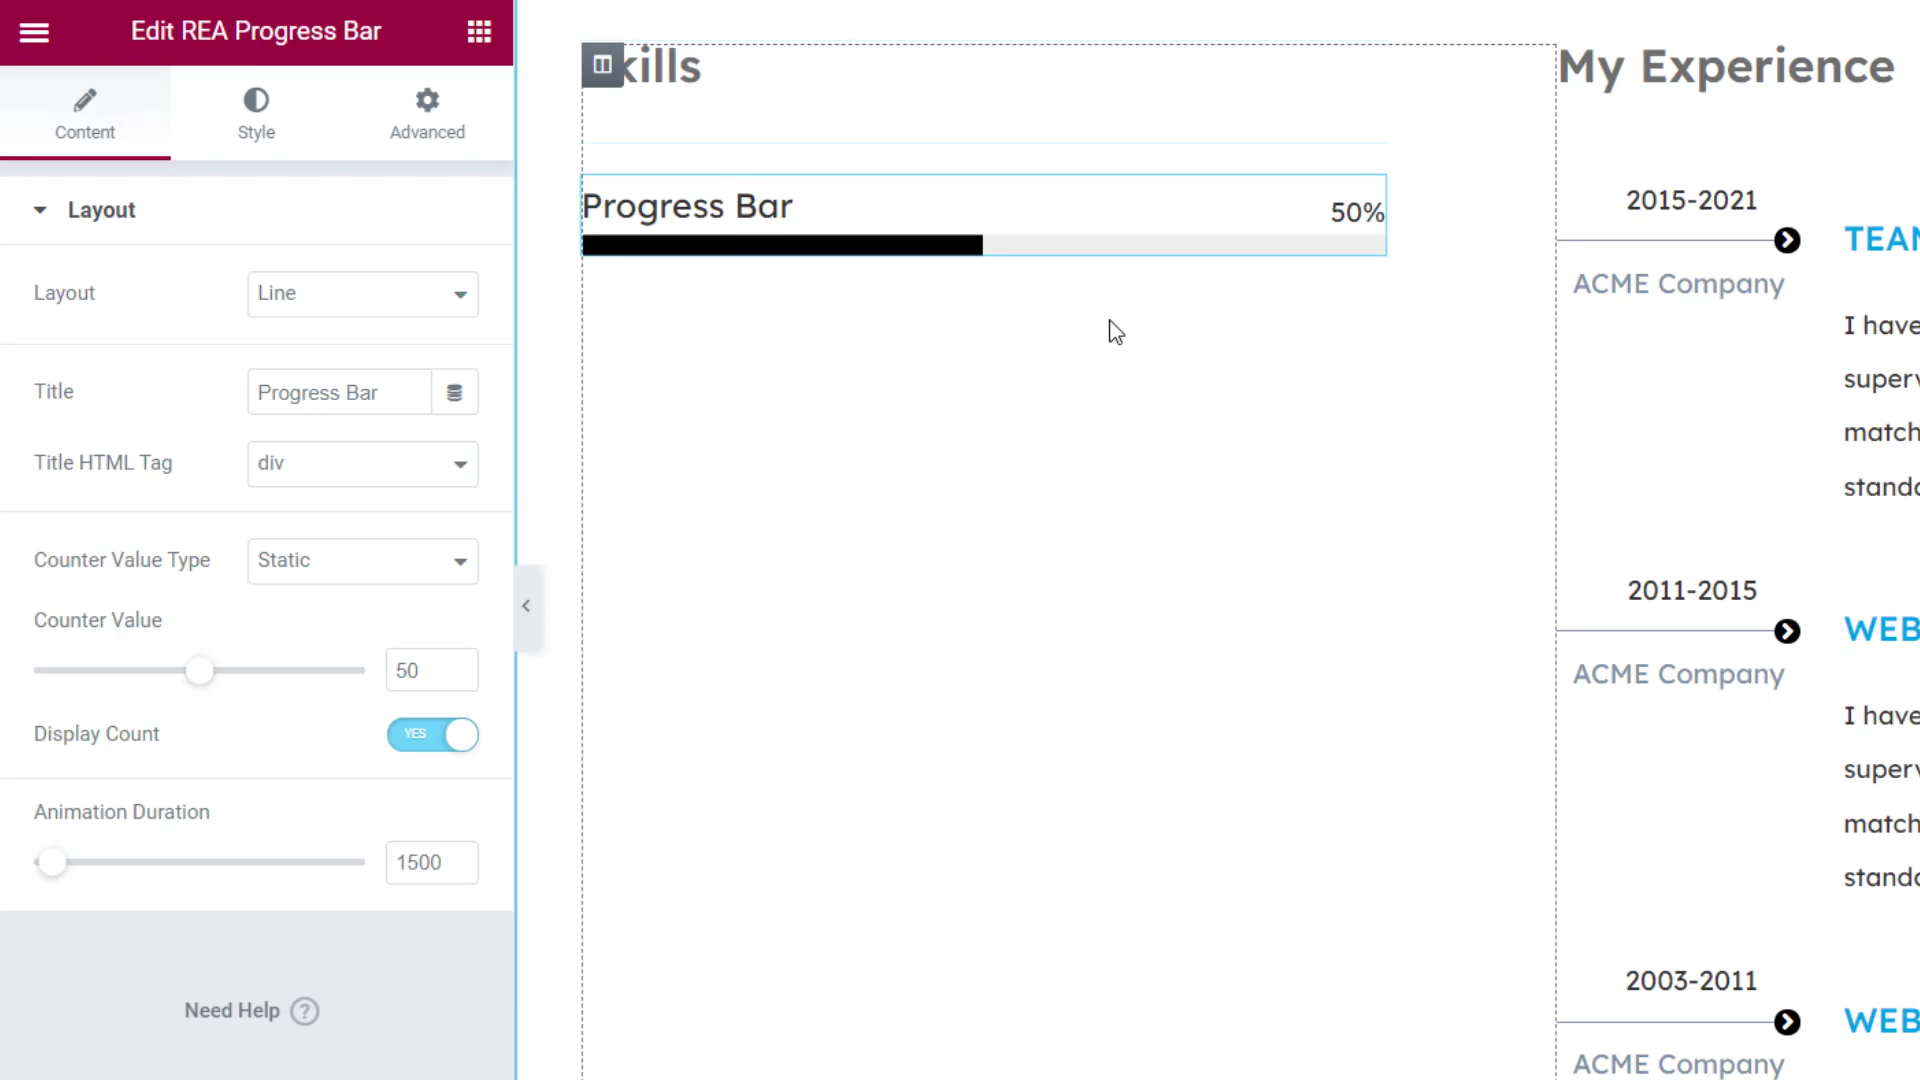 Edit REA Progress Bar
Content
Style
Advanced
Layout
Layout
Line
Title
Progress Bar
Title HTML Tag
div
Counter Value Type
Static
Counter Value
50
Display Count
YES
Animation Duration
1500
Need Help ?
kills
Progress Bar
50%
My Experience
2015-2021
TEAM
ACME Company
I have
superv
match
standa
2011-2015
WEB
ACME Company
I have
superv
match
standa
2003-2011
WEB
ACME Company